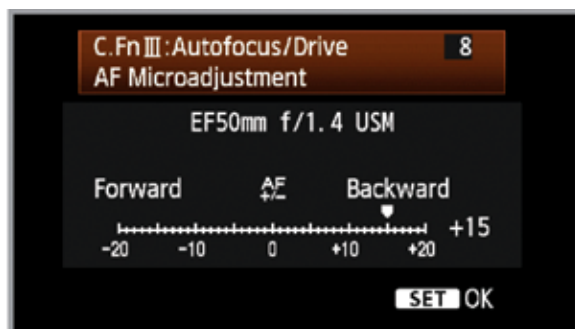 C.Fn III:Autofocus/Drive 8
AF Microadjustment
EF50mm f/1.4 USM
Forward AF +/- Backward
+15
-20 -10 0 +10 +20
SET OK